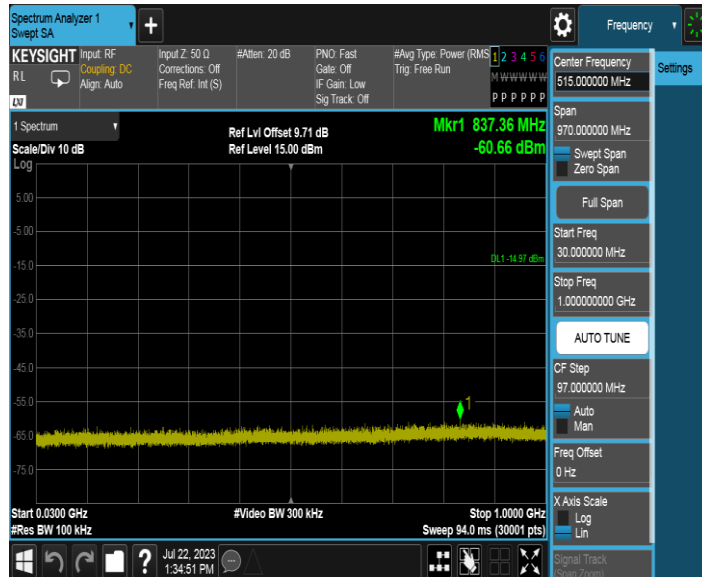 Spectrum Analyzer 1
Swept SA
Frequency
KEYSIGHT
RL
LXI
Input: RF
Coupling: DC
Align: Auto
Input Z: 50 Ω
Corrections: Off
Freq Ref: Int (S)
#Atten: 20 dB
PNO: Fast
Gate: Off
IF Gain: Low
Sig Track: Off
#Avg Type: Power (RMS
Trig: Free Run
1 2 3 4 5 6
M W W W W W
P P P P P P
1 Spectrum
Scale/Div 10 dB
Log
Ref Lvl Offset 9.71 dB
Ref Level 15.00 dBm
Mkr1 837.36 MHz
-60.66 dBm
5.00
-5.00
-15.0
-25.0
-35.0
-45.0
-55.0
-65.0
-75.0
DL1 -14.97 dBm
1
Start 0.0300 GHz
#Res BW 100 kHz
#Video BW 300 kHz
Stop 1.0000 GHz
Sweep 94.0 ms (30001 pts)
Jul 22, 2023
1:34:51 PM
Center Frequency
515.000000 MHz
Span
970.000000 MHz
Swept Span
Zero Span
Full Span
Start Freq
30.000000 MHz
Stop Freq
1.000000000 GHz
AUTO TUNE
CF Step
97.000000 MHz
Auto
Man
Freq Offset
0 Hz
X Axis Scale
Log
Lin
Signal Track
(Span Zoom)
Settings